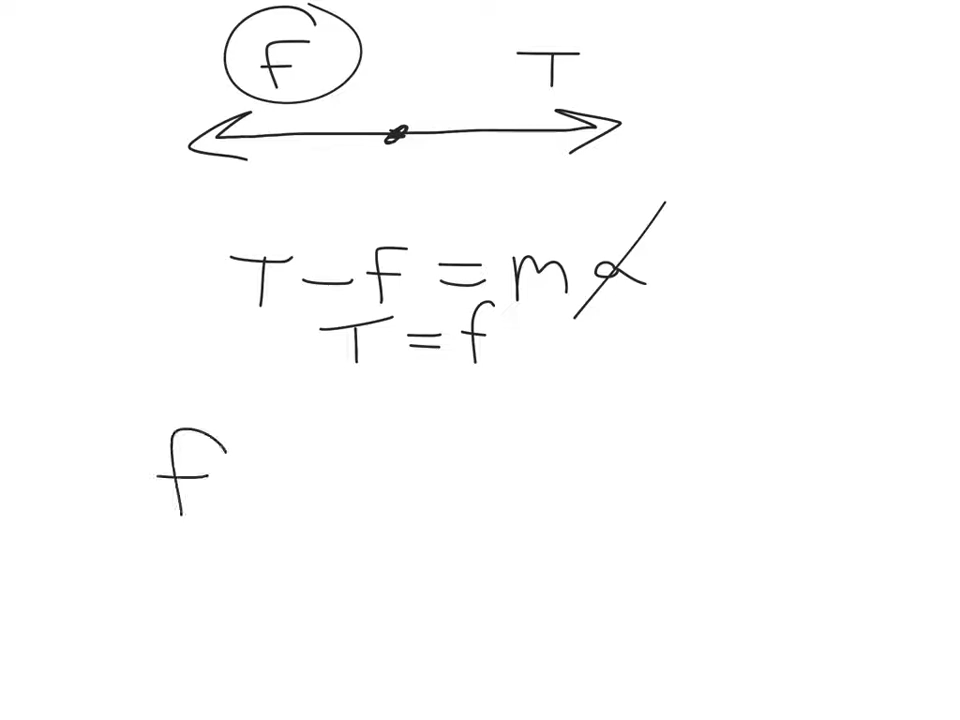 F T
T - f = ma
T = f
f